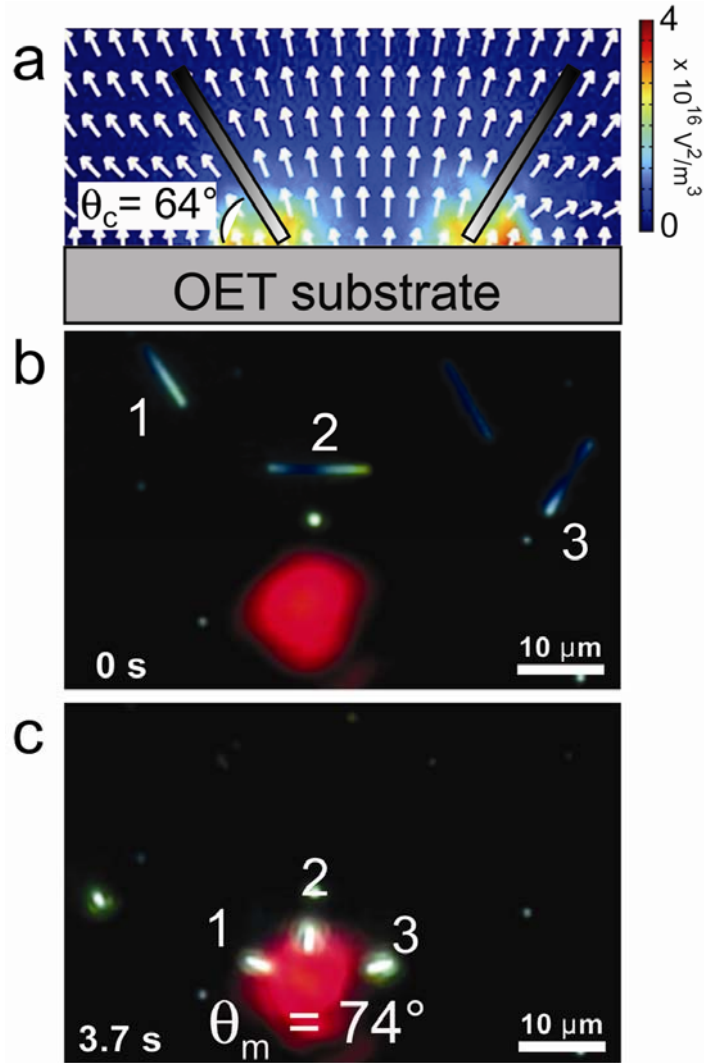 a
4
x 10¹⁶ V²/m³
0
θc = 64°
OET substrate
b
1
2
3
0 s
10 µm
c
2
1
3
θm = 74°
3.7 s
10 µm